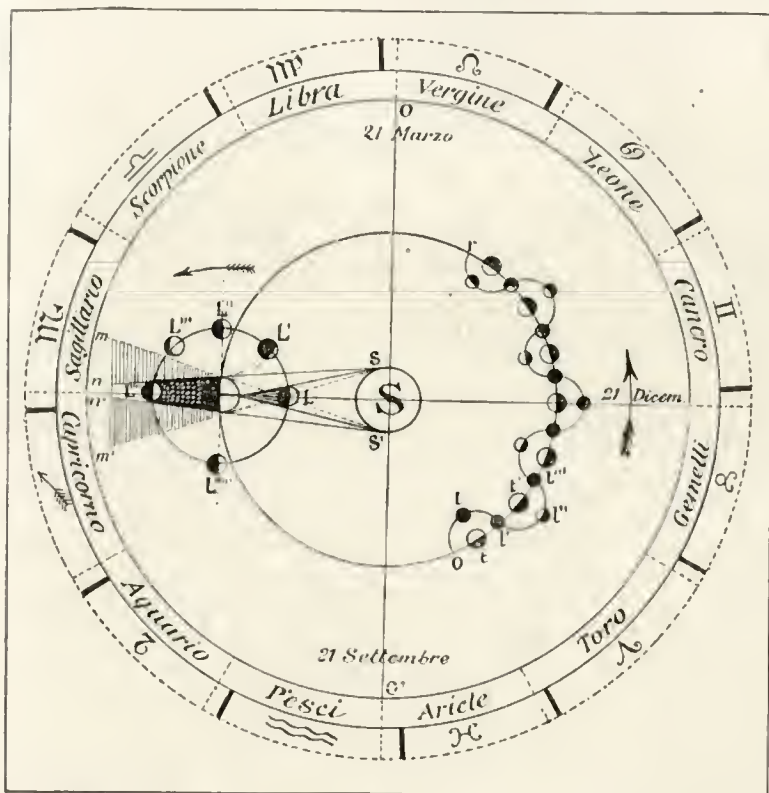 Libra
Vergine
O
21 Marzo
Scorpione
Leone
r
Sagittario
Cancro
L'''
L''
L'
m
S
n
L
L
S
21 Dicem
n'
m'
S'
Capricorno
Gemelli
L''''
l'''
t'
l
l''
l'
O
t
Aquario
Toro
21 Settembre
O'
Pesci
Ariete